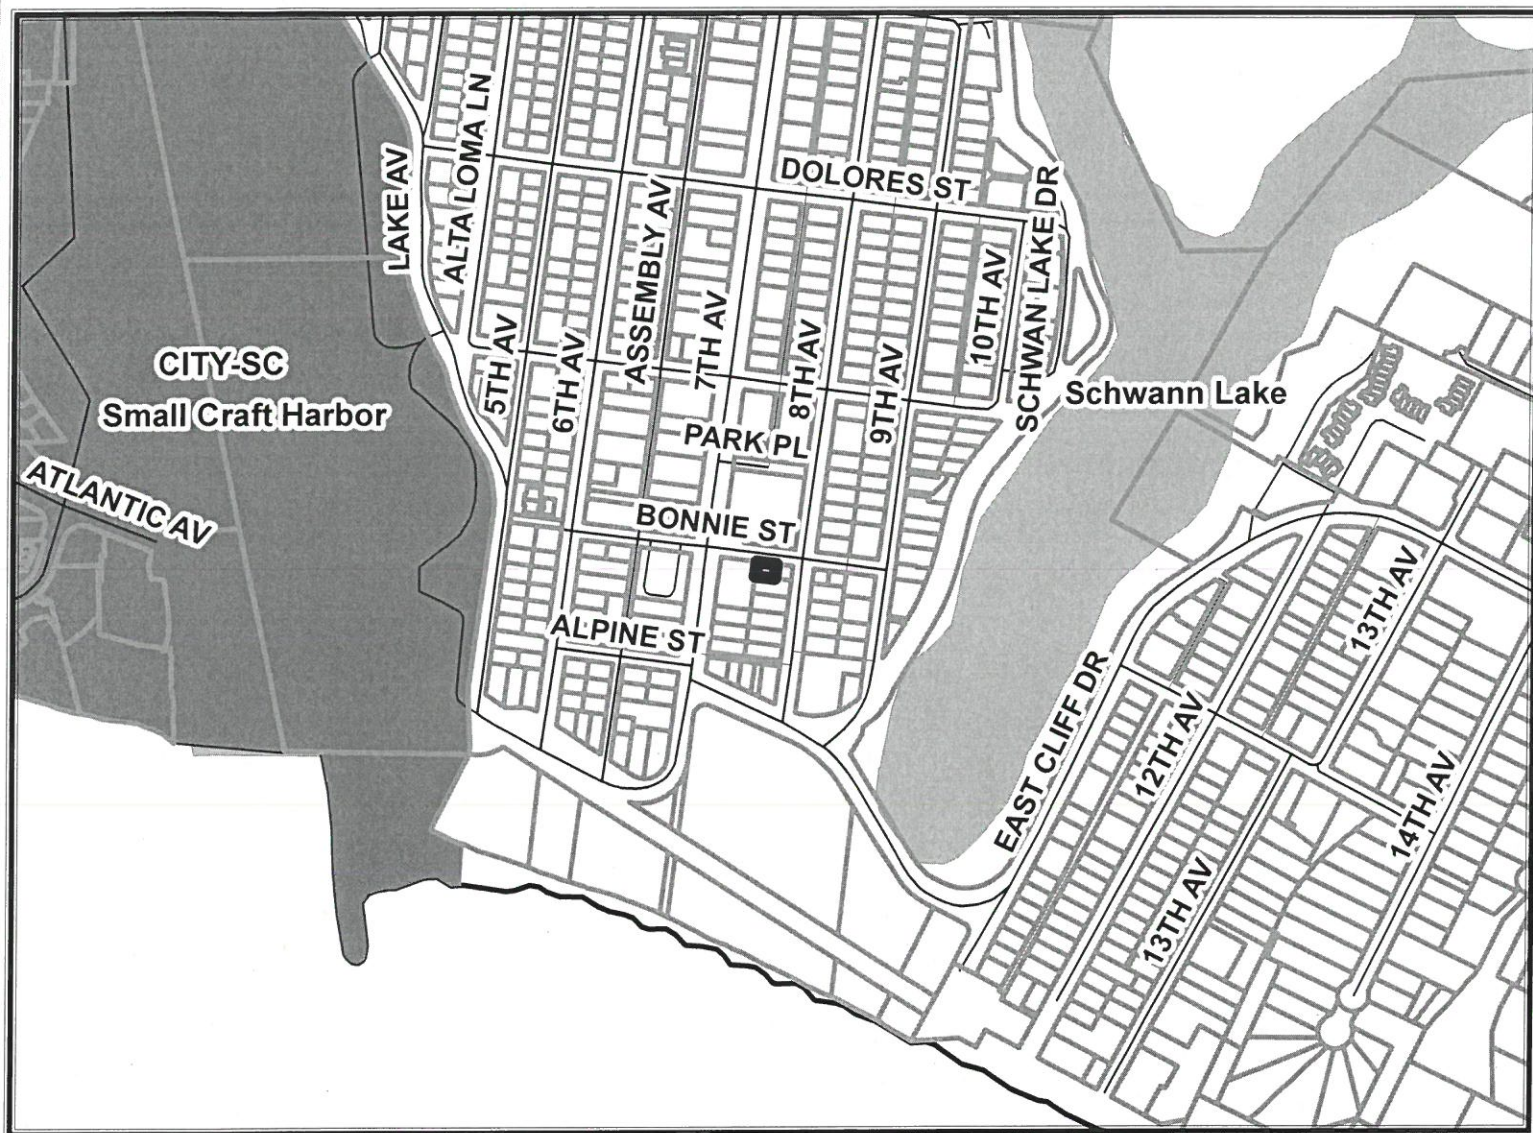 ALTA LOMA LN
LAKE AV
DOLORES ST
ASSEMBLY AV
SCHWAN LAKE DR
7TH AV
10TH AV
5TH AV
6TH AV
8TH AV
9TH AV
CITY-SC
Small Craft Harbor
Schwann Lake
PARK PL
ATLANTIC AV
BONNIE ST
ALPINE ST
13TH AV
EAST CLIFF DR
12TH AV
14TH AV
13TH AV